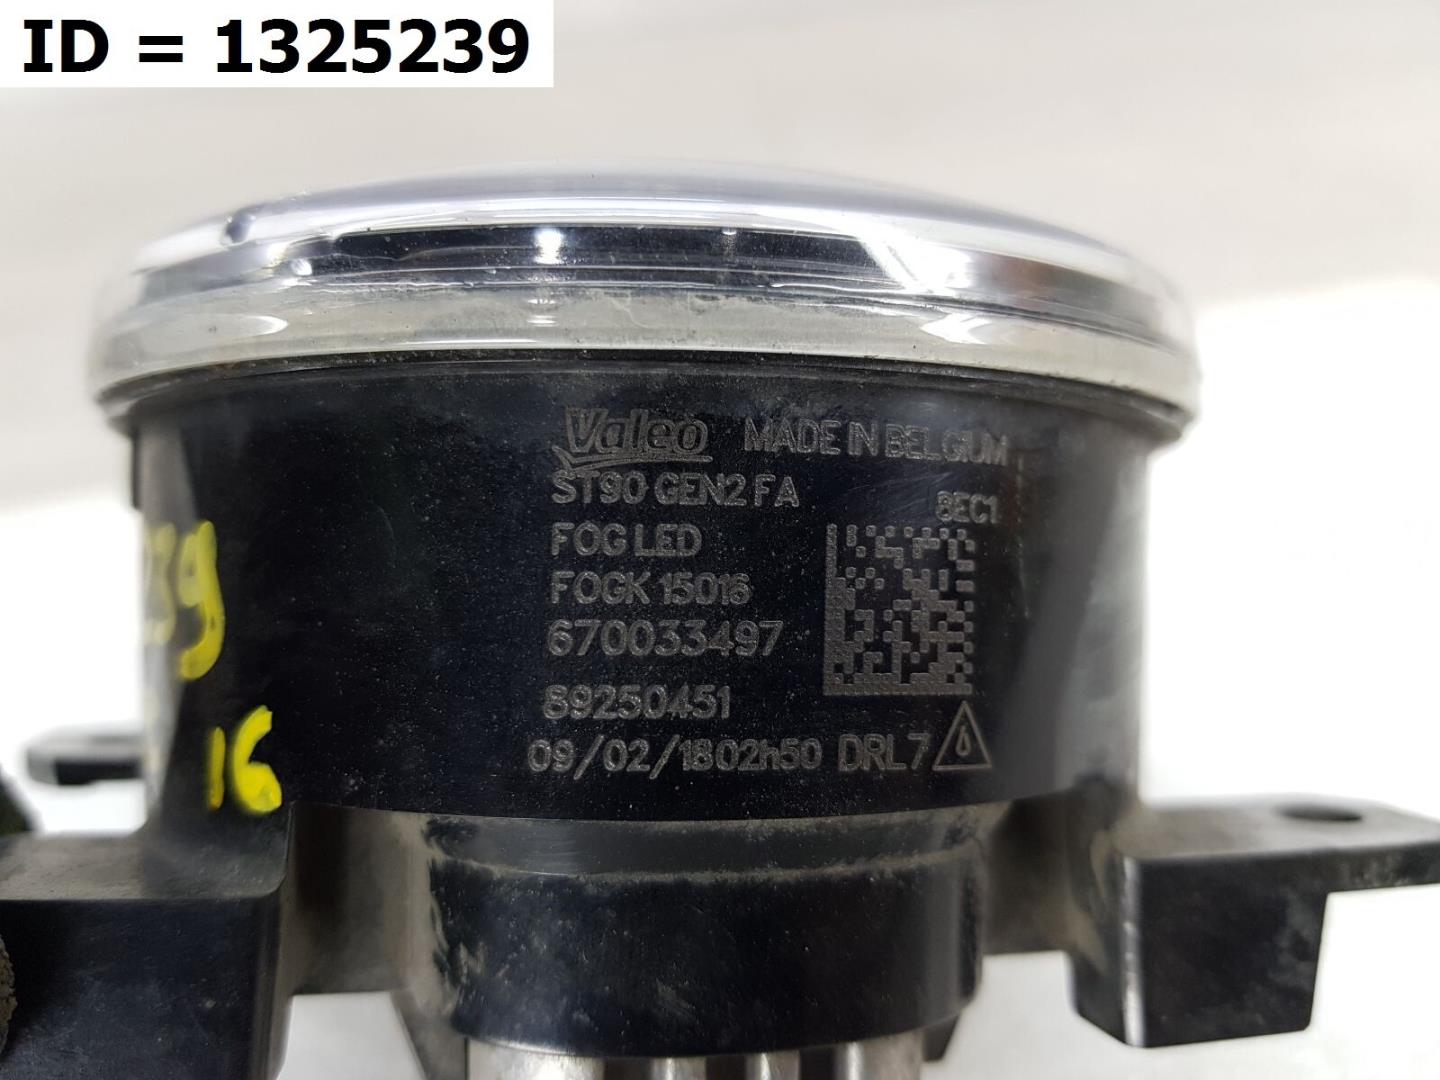 ID = 1325239
Valeo MADE IN BELGIUM
ST90 GEN2 FA 8EC1
FOG LED
FOGK 15016
670033497
89250451
09/02/18 02h50 DRL7
239
16